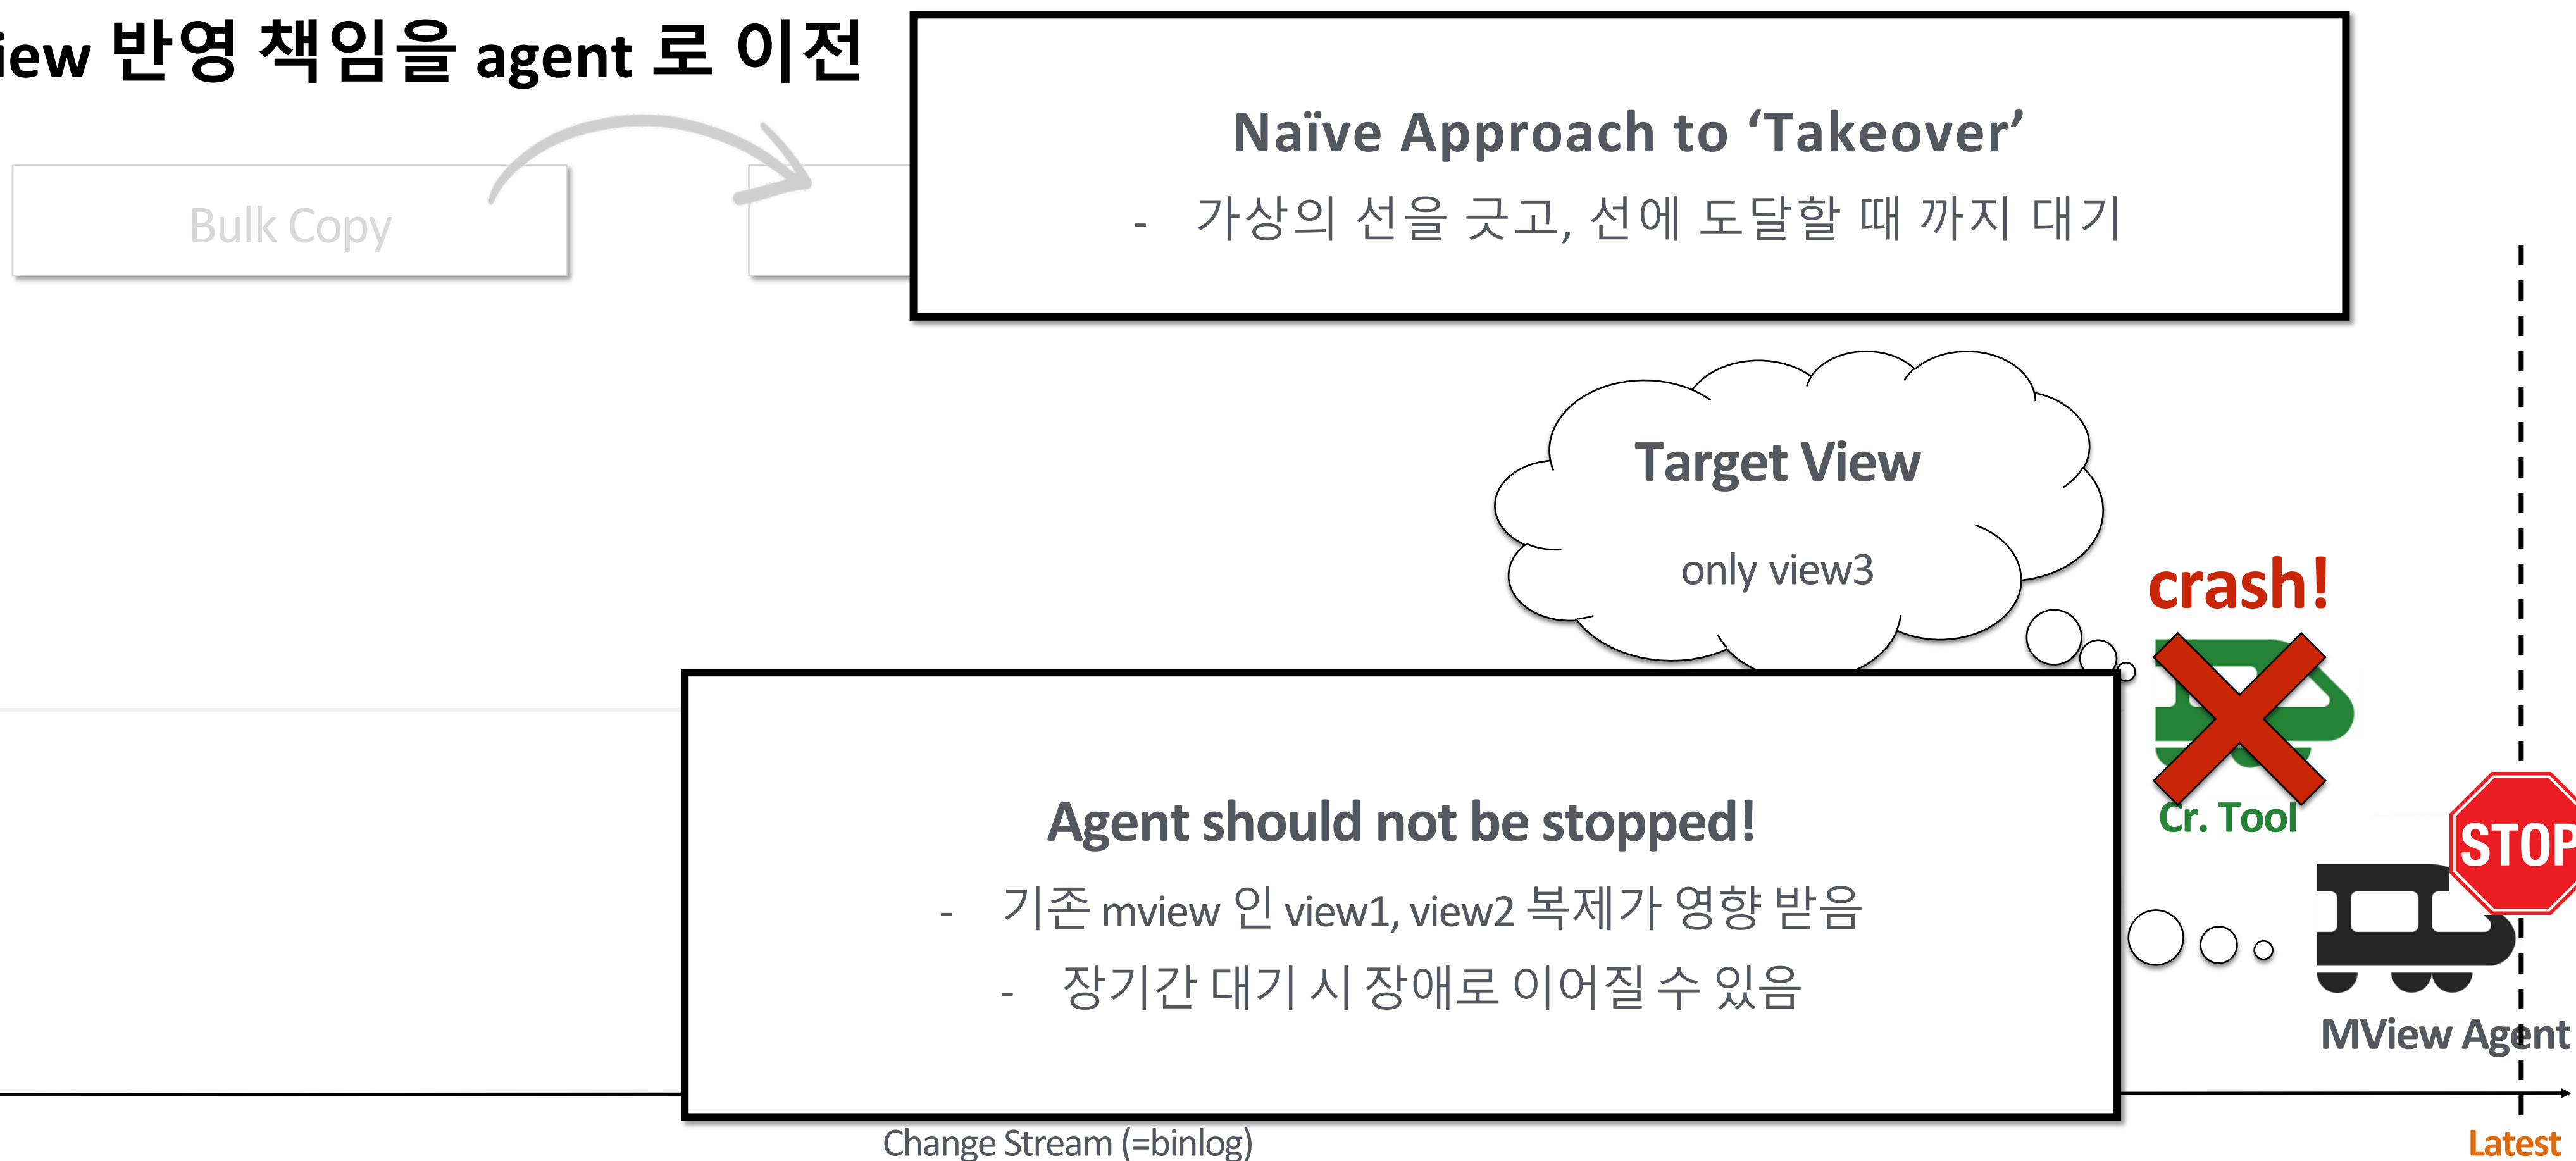 iew 반영 책임을 agent 로 이전
Naïve Approach to ‘Takeover’
- 가상의 선을 긋고, 선에 도달할 때 까지 대기
Bulk Copy
Target View
only view3
crash!
Cr. Tool
Agent should not be stopped!
- 기존 mview 인 view1, view2 복제가 영향 받음
- 장기간 대기 시 장애로 이어질 수 있음
STOP
MView Agent
Change Stream (=binlog)
Latest